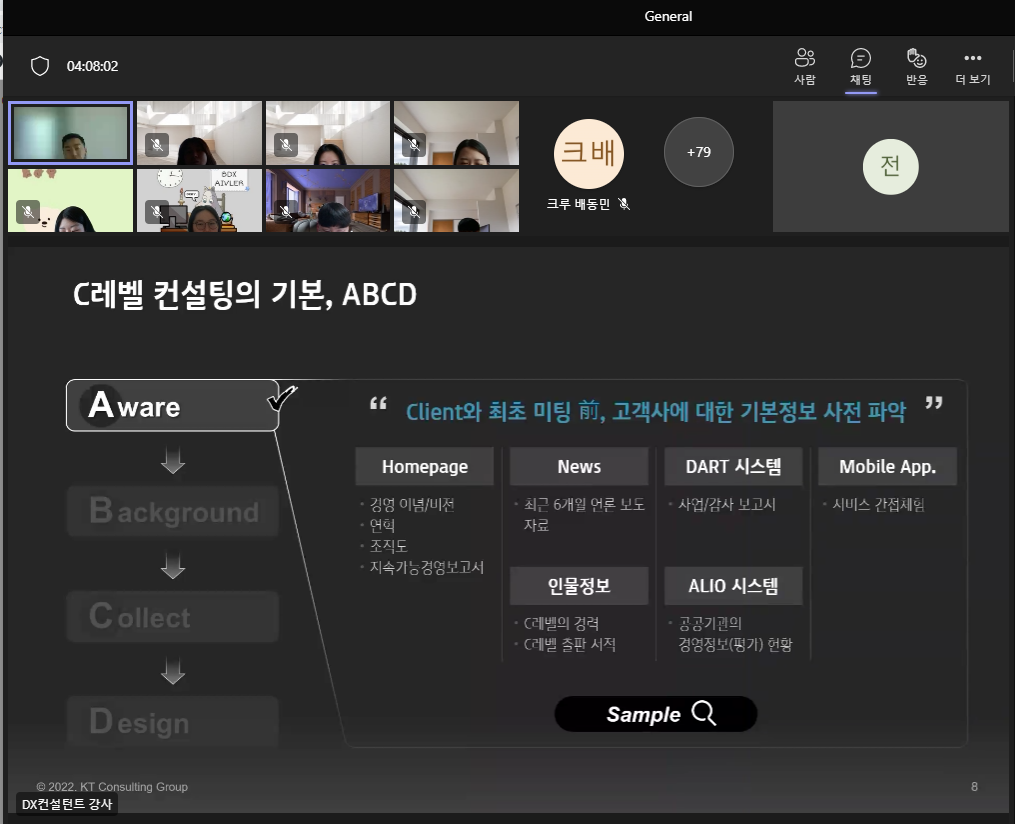 General
04:08:02
사람
채팅
반응
더 보기
BDX
AIVLER
크배
+79
전
크루 배동민
C레벨 컨설팅의 기본, ABCD
Aware
Background
Collect
Design
“ Client와 최초 미팅 前, 고객사에 대한 기본정보 사전 파악 ”
Homepage
• 경영 이념/비전
• 연혁
• 조직도
• 지속가능경영보고서
News
• 최근 6개월 언론 보도
자료
인물정보
• C레벨의 경력
• C레벨 출판 서적
DART 시스템
• 사업/감사 보고서
ALIO 시스템
• 공공기관의
경영정보(평가) 현황
Mobile App.
• 서비스 간접체험
Sample
© 2022. KT Consulting Group
8
DX컨설턴트 강사